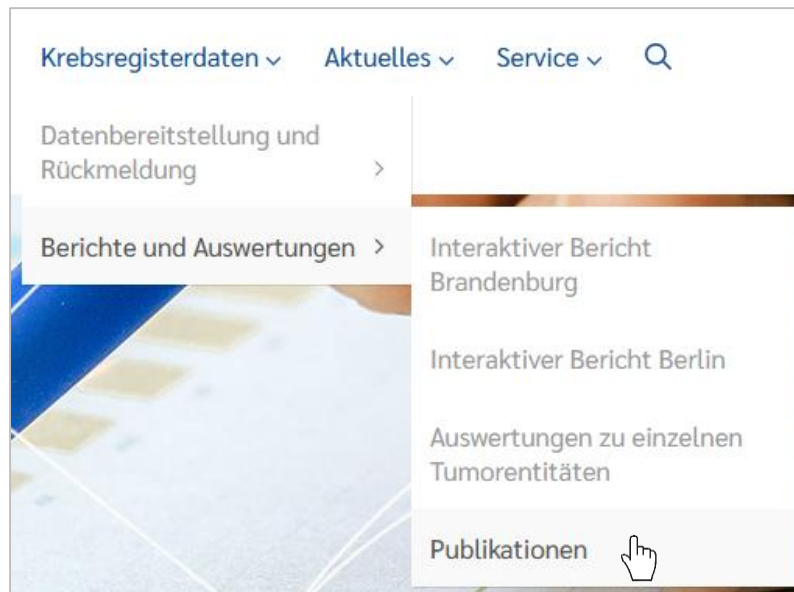 Krebsregisterdaten Aktuelles Service
Datenbereitstellung und
Rückmeldung
Berichte und Auswertungen
Interaktiver Bericht
Brandenburg
Interaktiver Bericht Berlin
Auswertungen zu einzelnen
Tumorentitäten
Publikationen